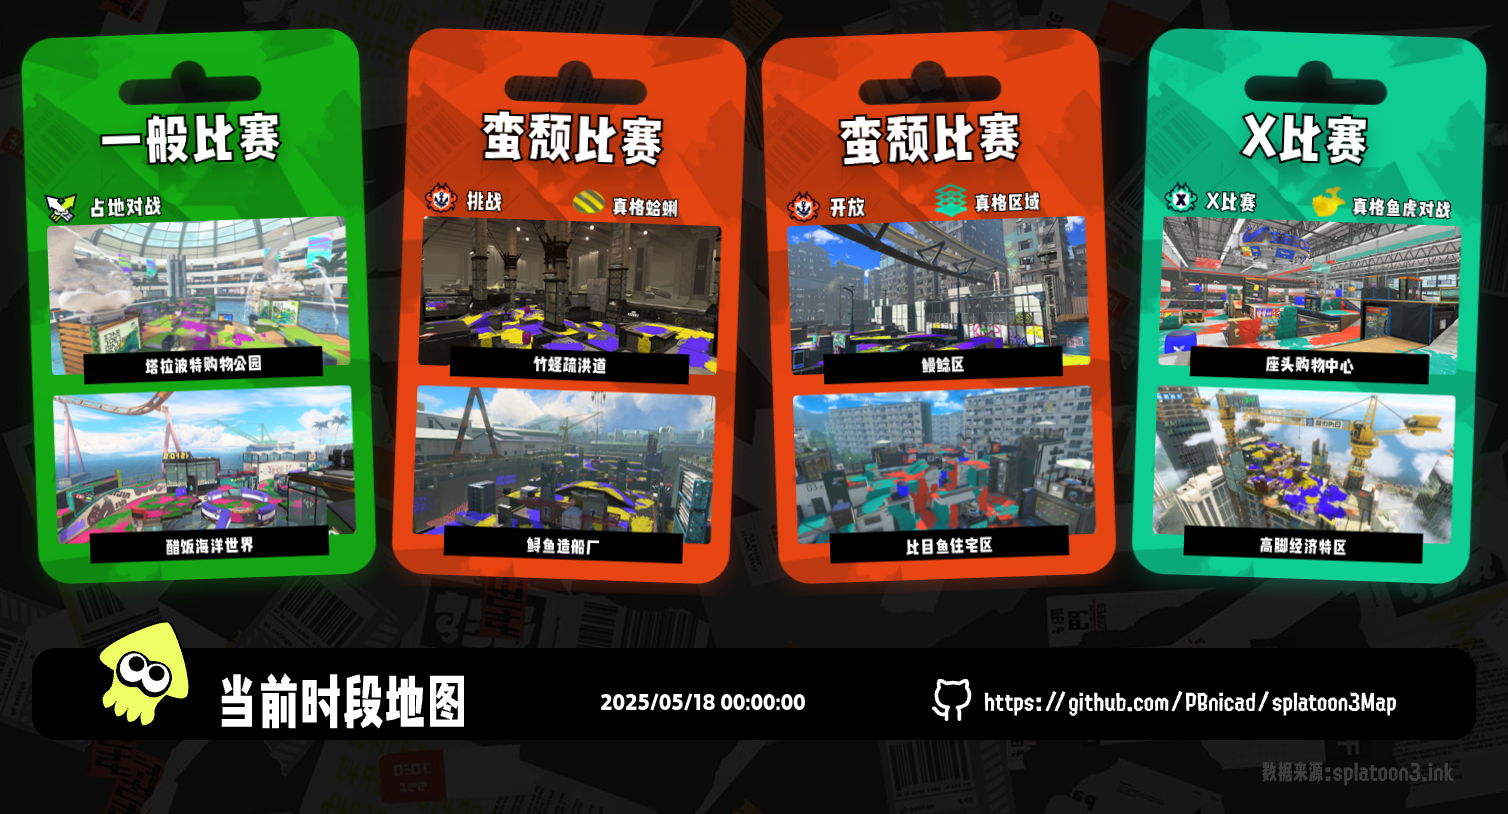 一般比赛
占地对战
塔拉波特购物公园
醋饭海洋世界
蛮颓比赛
挑战
真格蛤蜊
竹蛏疏洪道
鲟鱼造船厂
蛮颓比赛
开放
真格区域
鳗鲶区
比目鱼住宅区
X比赛
X比赛
真格鱼虎对战
座头购物中心
高脚经济特区
当前时段地图
2025/05/18 00:00:00
https://github.com/PBnicad/splatoon3Map
数据来源:splatoon3.ink